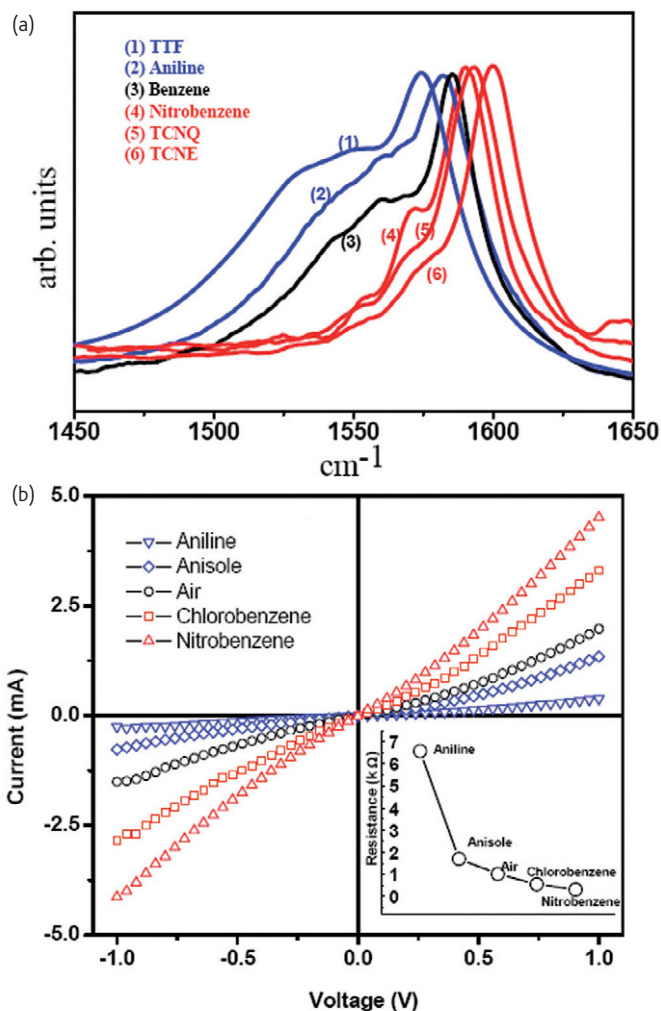 (a)
(1) TTF
(2) Aniline
(3) Benzene
(4) Nitrobenzene
(5) TCNQ
(6) TCNE
(1)
(2)
(3)
(4)
(5)
(6)
arb. units
1450 1500 1550 1600 1650
cm-1
(b)
5.0
2.5
0.0
-2.5
-5.0
Current (mA)
Aniline
Anisole
Air
Chlorobenzene
Nitrobenzene
7
6
5
4
3
2
1
0
Resistance (kΩ)
Aniline
Anisole
Air
Chlorobenzene
Nitrobenzene
-1.0 -0.5 0.0 0.5 1.0
Voltage (V)